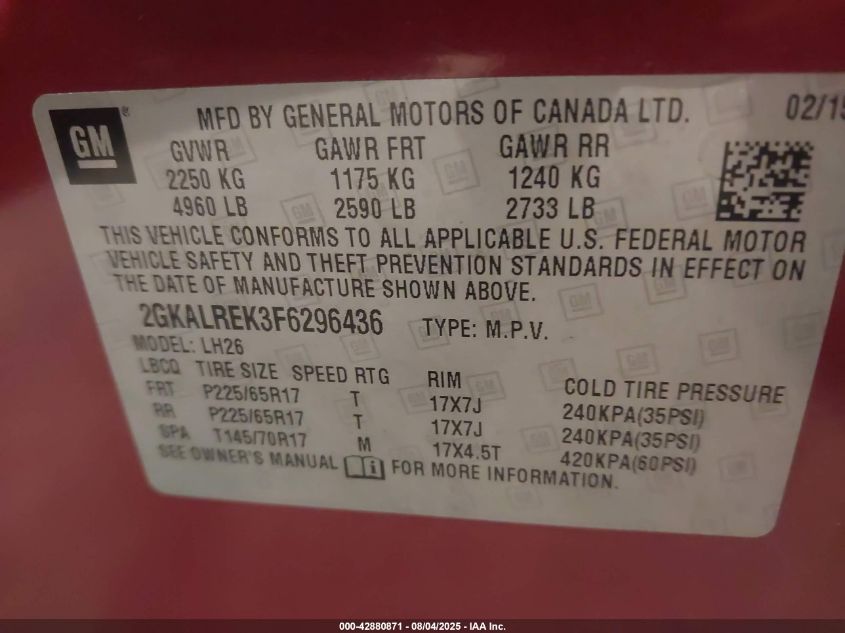 GM
®
MFD BY GENERAL MOTORS OF CANADA LTD. 02/15
GVWR GAWR FRT GAWR RR
2250 KG 1175 KG 1240 KG
4960 LB 2590 LB 2733 LB
THIS VEHICLE CONFORMS TO ALL APPLICABLE U.S. FEDERAL MOTOR
VEHICLE SAFETY AND THEFT PREVENTION STANDARDS IN EFFECT ON
THE DATE OF MANUFACTURE SHOWN ABOVE.
2GKALREK3F6296436 TYPE: M.P.V.
MODEL: LH26
LBCQ TIRE SIZE SPEED RTG RIM COLD TIRE PRESSURE
FRT P225/65R17 T 17X7J 240KPA(35PSI)
RR P225/65R17 T 17X7J 240KPA(35PSI)
SPA T145/70R17 M 17X4.5T 420KPA(60PSI)
SEE OWNER'S MANUAL i FOR MORE INFORMATION.
000-42880871 - 08/04/2025 - IAA Inc.